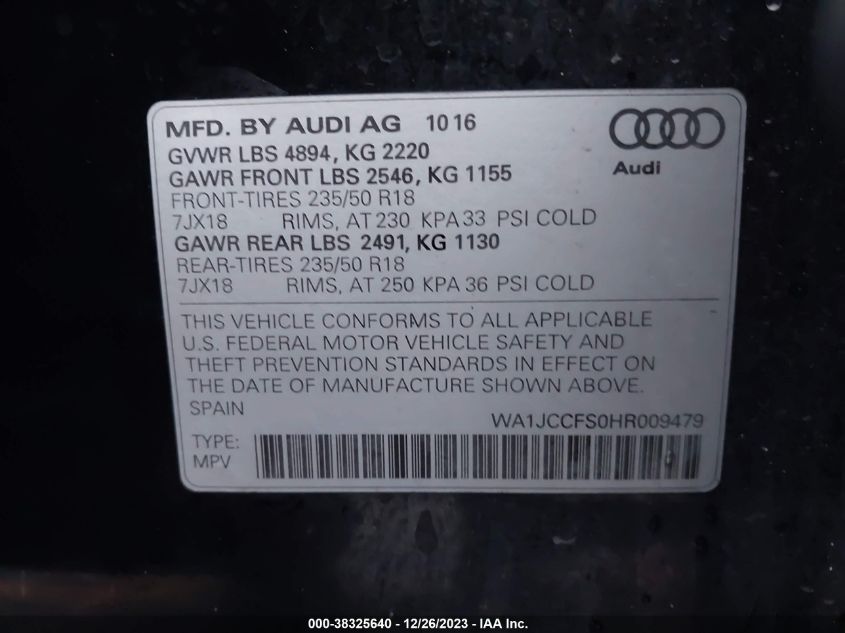 MFD. BY AUDI AG 10 16
Audi
GVWR LBS 4894, KG 2220
GAWR FRONT LBS 2546, KG 1155
FRONT-TIRES 235/50 R18
7JX18 RIMS, AT 230 KPA 33 PSI COLD
GAWR REAR LBS 2491, KG 1130
REAR-TIRES 235/50 R18
7JX18 RIMS, AT 250 KPA 36 PSI COLD
THIS VEHICLE CONFORMS TO ALL APPLICABLE
U.S. FEDERAL MOTOR VEHICLE SAFETY AND
THEFT PREVENTION STANDARDS IN EFFECT ON
THE DATE OF MANUFACTURE SHOWN ABOVE.
SPAIN
WA1JCCFS0HR009479
TYPE:
MPV
000-38325640 - 12/26/2023 - IAA Inc.